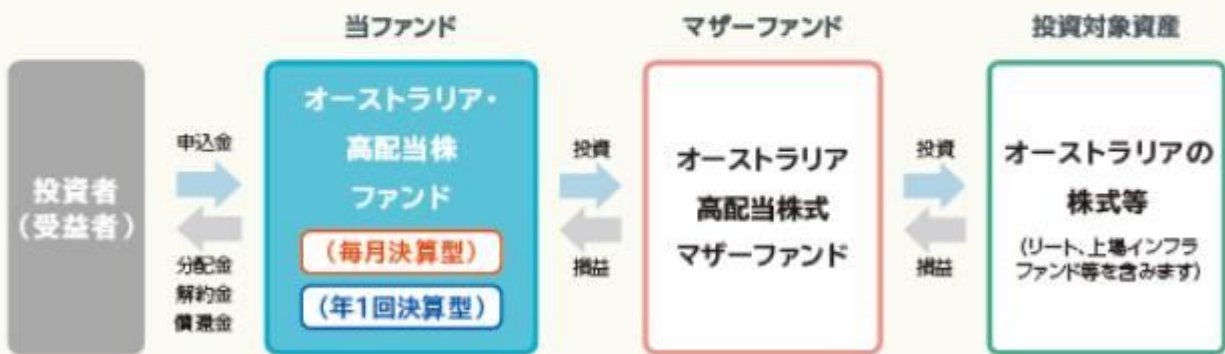 当ファンド
マザーファンド
投資対象資産
投資者
（受益者）
申込金
分配金
解約金
償還金
オーストラリア・
高配当株
ファンド
（毎月決算型）
（年1回決算型）
投資
損益
オーストラリア
高配当株式
マザーファンド
投資
損益
オーストラリアの
株式等
（リート、上場インフラ
ファンド等を含みます）